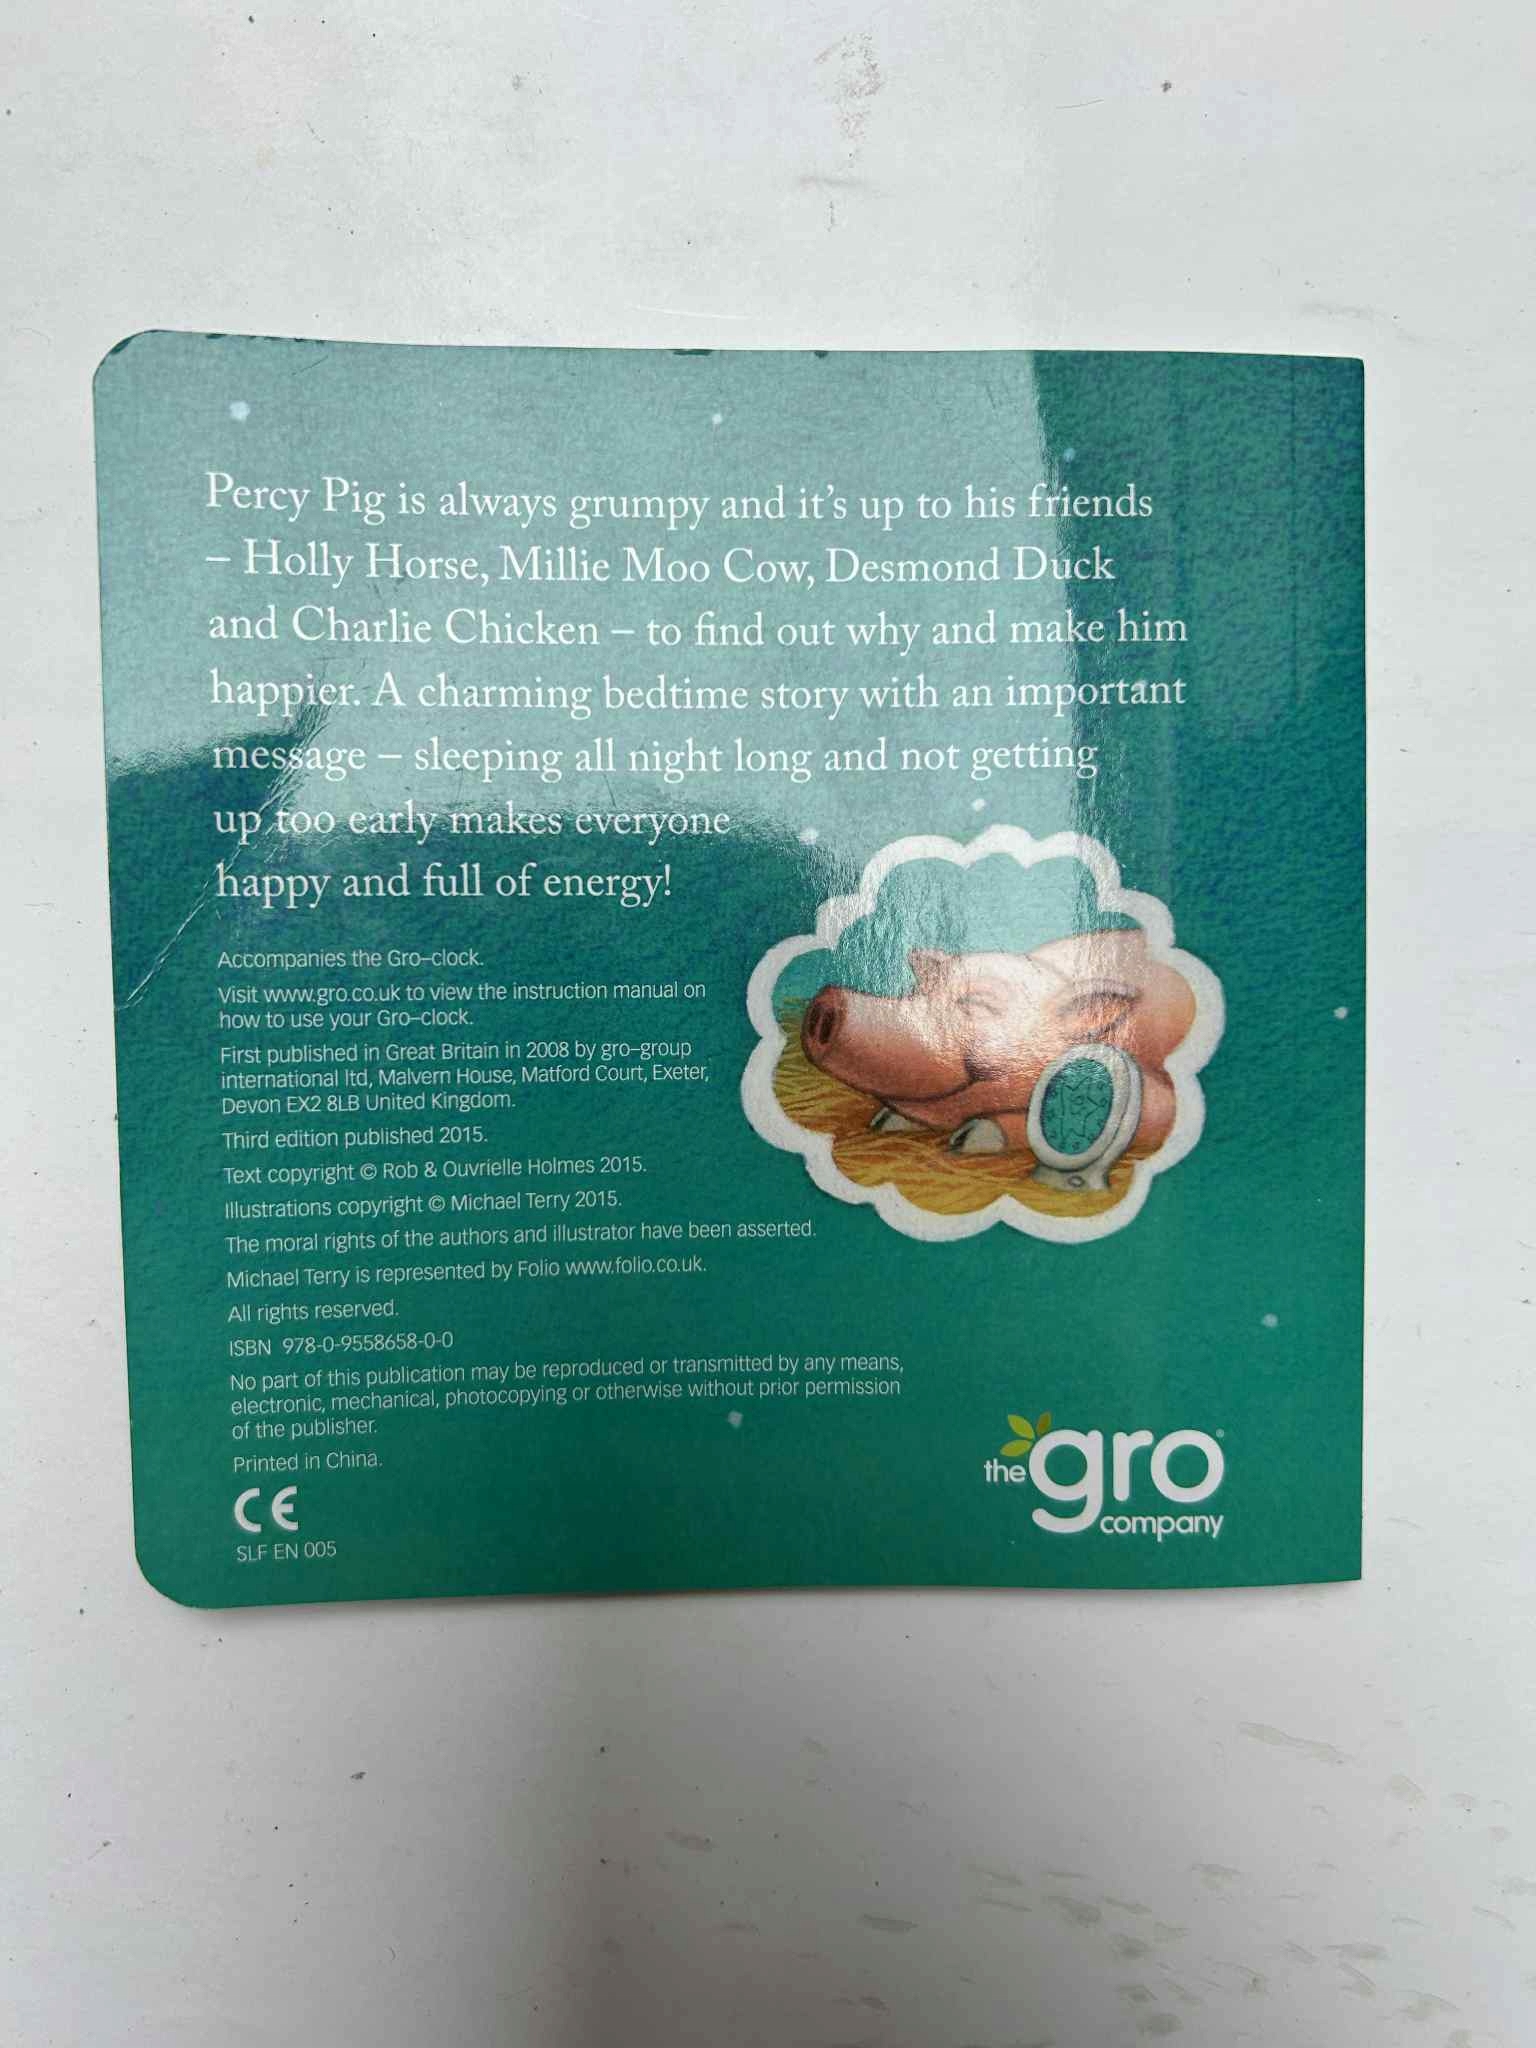 Percy Pig is always grumpy and it's up to his friends
– Holly Horse, Millie Moo Cow, Desmond Duck
and Charlie Chicken – to find out why and make him
happier. A charming bedtime story with an important
message – sleeping all night long and not getting
up too early makes everyone
happy and full of energy!
Accompanies the Gro–clock.
Visit www.gro.co.uk to view the instruction manual on
how to use your Gro–clock.
First published in Great Britain in 2008 by gro–group
international ltd, Malvern House, Matford Court, Exeter,
Devon EX2 8LB United Kingdom.
Third edition published 2015.
Text copyright © Rob & Ouvrielle Holmes 2015.
Illustrations copyright © Michael Terry 2015.
The moral rights of the authors and illustrator have been asserted.
Michael Terry is represented by Folio www.folio.co.uk.
All rights reserved.
ISBN 978-0-9558658-0-0
No part of this publication may be reproduced or transmitted by any means,
electronic, mechanical, photocopying or otherwise without prior permission
of the publisher.
Printed in China.
CE
SLF EN 005
the gro®
company